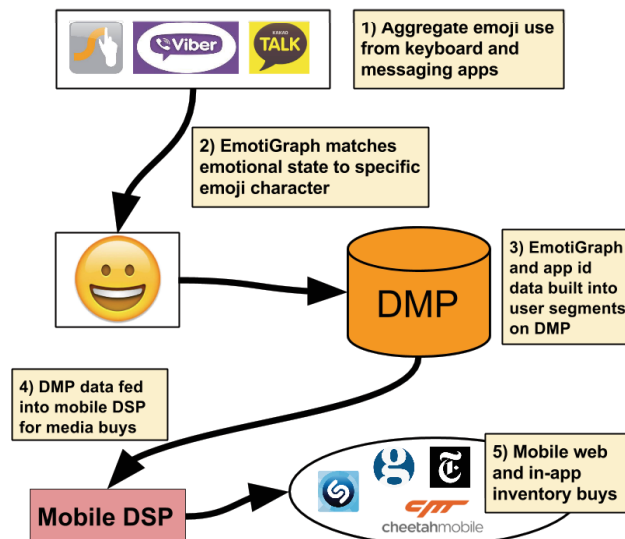 1) Aggregate emoji use
from keyboard and
messaging apps
Viber
KAKAO
TALK
2) EmotiGraph matches
emotional state to specific
emoji character
DMP
3) EmotiGraph
and app id
data built into
user segments
on DMP
4) DMP data fed
into mobile DSP
for media buys
Mobile DSP
g
T
5) Mobile web
and in-app
inventory buys
cm
cheetahmobile